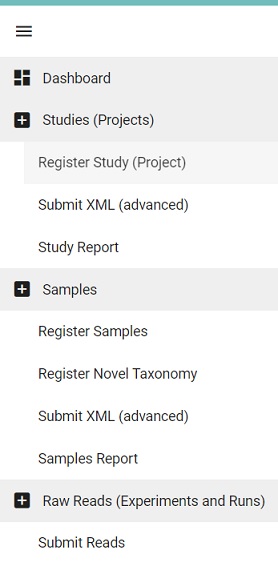 Dashboard
Studies (Projects)
Register Study (Project)
Submit XML (advanced)
Study Report
Samples
Register Samples
Register Novel Taxonomy
Submit XML (advanced)
Samples Report
Raw Reads (Experiments and Runs)
Submit Reads